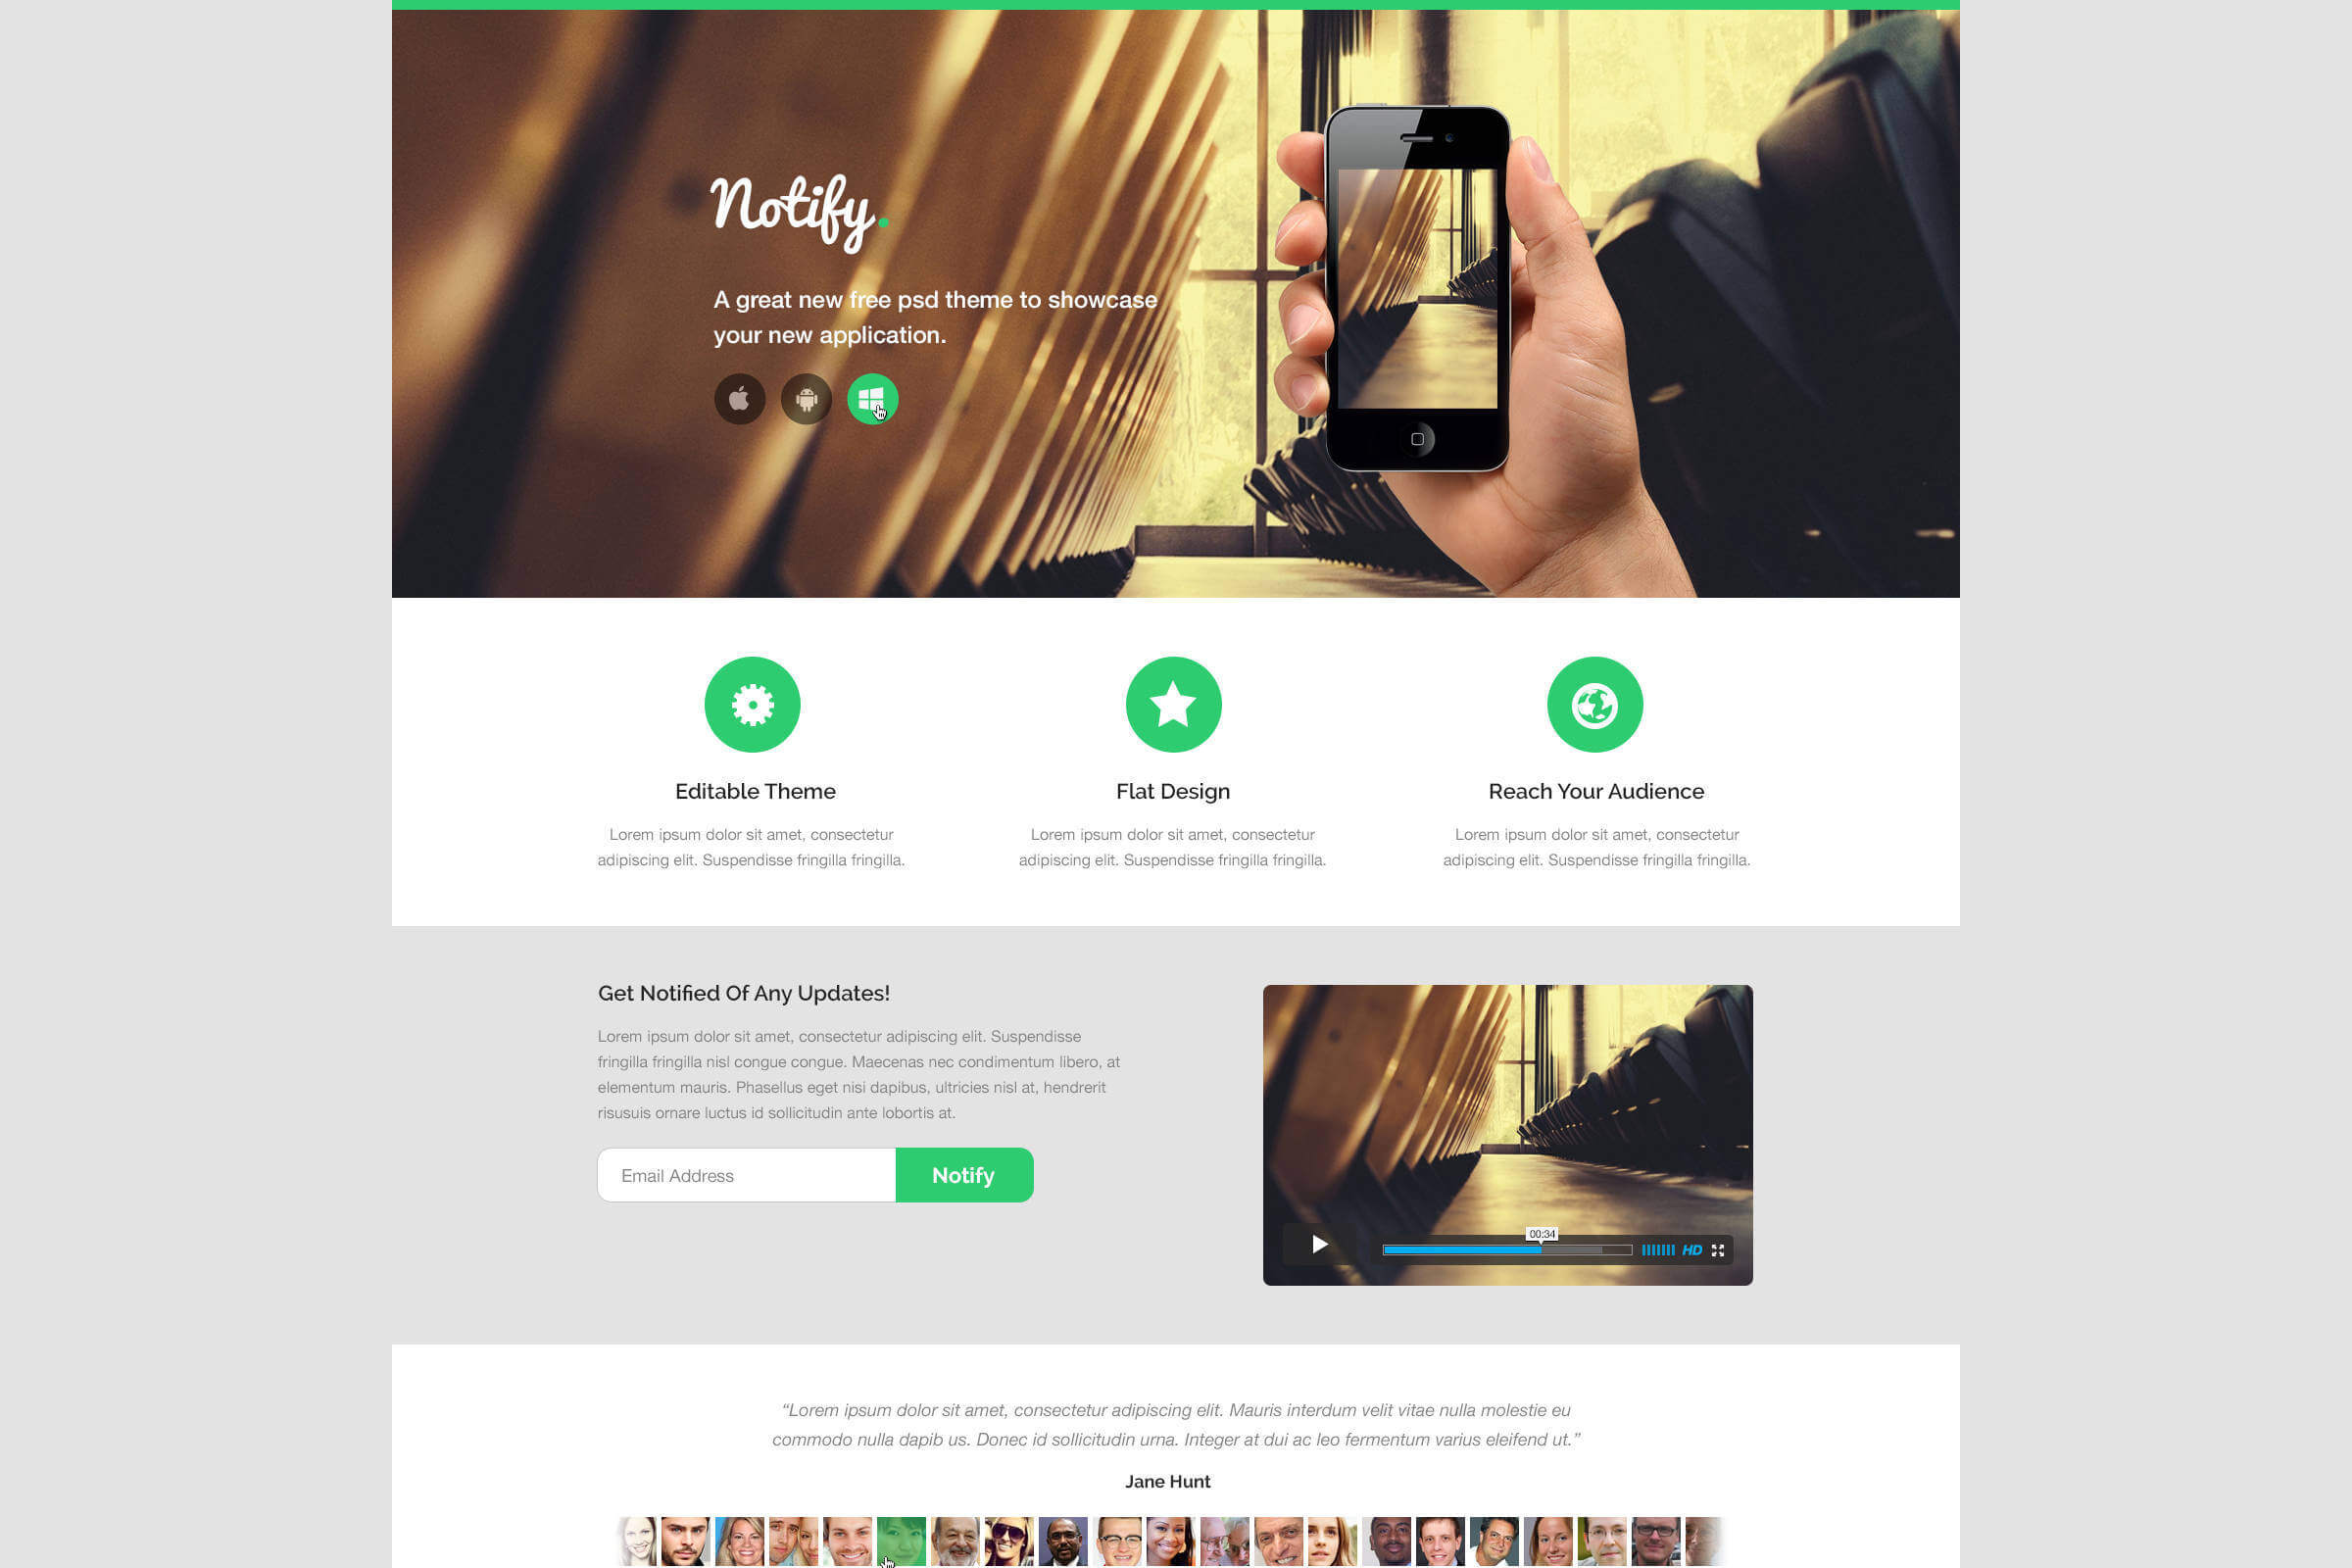 Notify.
A great new free psd theme to showcase
your new application.
Editable Theme
Lorem ipsum dolor sit amet, consectetur
adipiscing elit. Suspendisse fringilla fringilla.
Flat Design
Lorem ipsum dolor sit amet, consectetur
adipiscing elit. Suspendisse fringilla fringilla.
Reach Your Audience
Lorem ipsum dolor sit amet, consectetur
adipiscing elit. Suspendisse fringilla fringilla.
Get Notified Of Any Updates!
Lorem ipsum dolor sit amet, consectetur adipiscing elit. Suspendisse
fringilla fringilla nisl congue congue. Maecenas nec condimentum libero, at
elementum mauris. Phasellus eget nisi dapibus, ultricies nisl at, hendrerit
risusuis ornare luctus id sollicitudin ante lobortis at.
Email Address
Notify
00:34
HD
“Lorem ipsum dolor sit amet, consectetur adipiscing elit. Mauris interdum velit vitae nulla molestie eu
commodo nulla dapib us. Donec id sollicitudin urna. Integer at dui ac leo fermentum varius eleifend ut.”
Jane Hunt